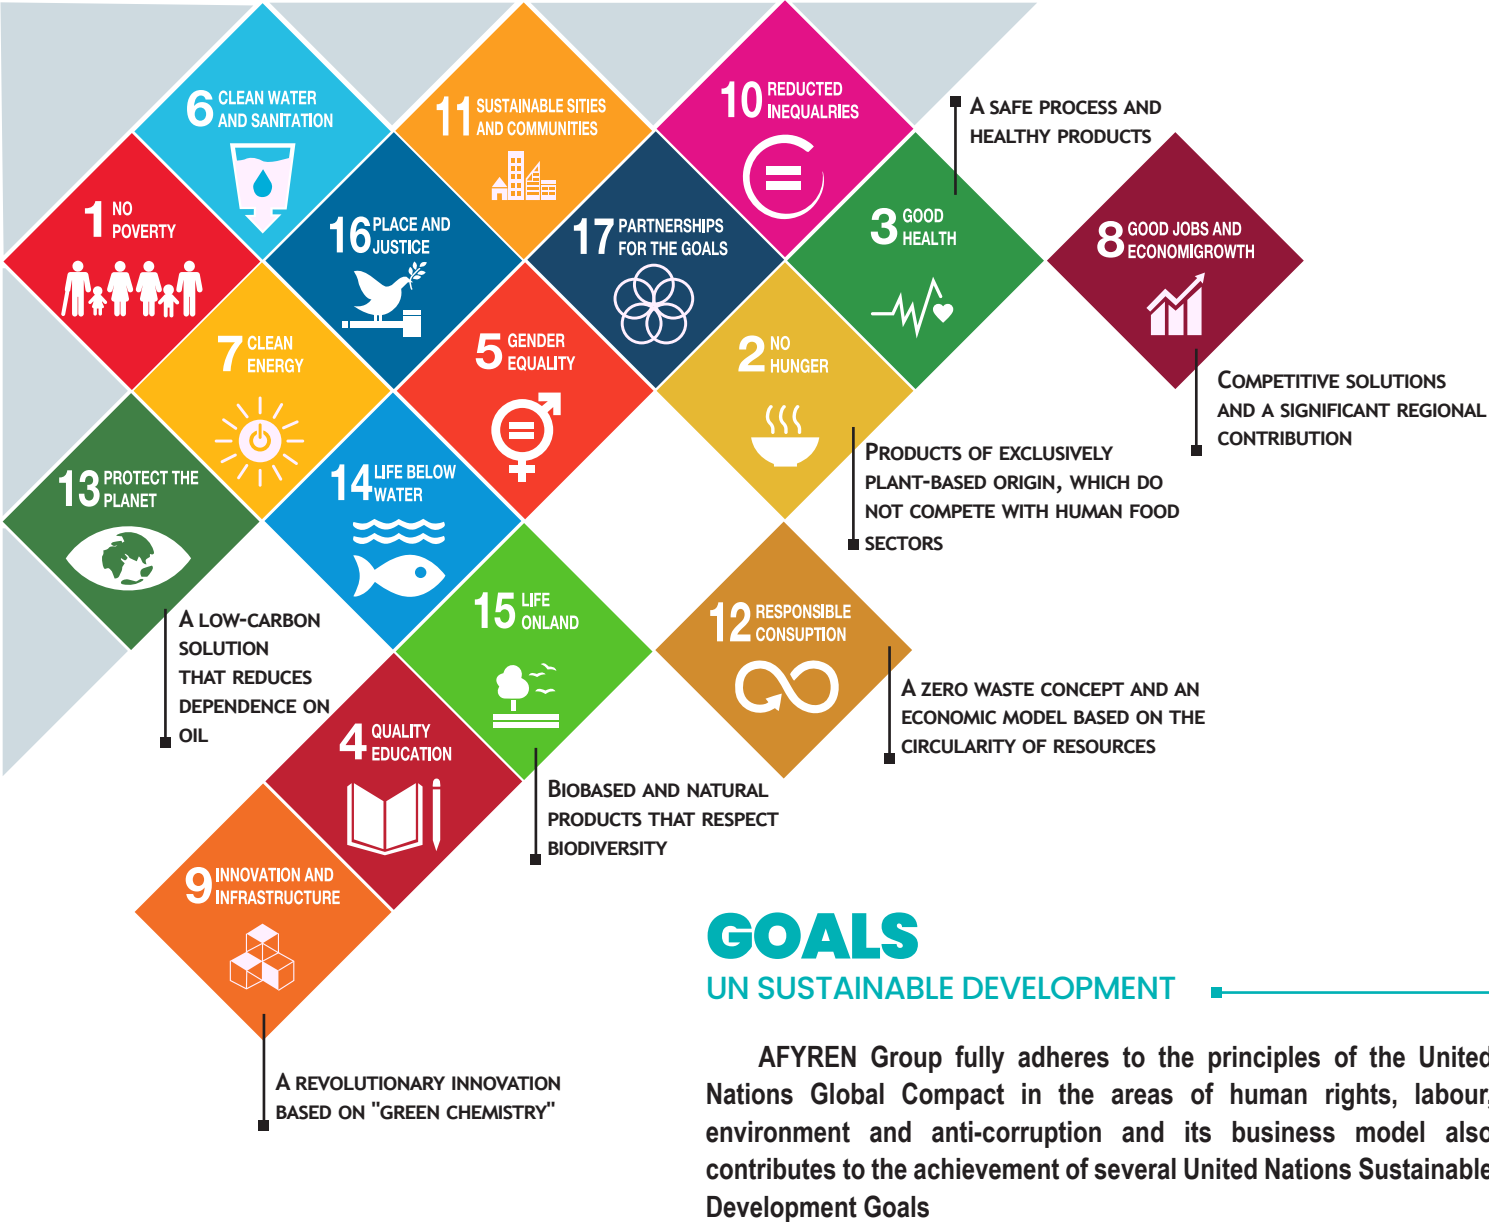 6 CLEAN WATER
AND SANITATION
11 SUSTAINABLE SITIES
AND COMMUNITIES
10 REDUCTED
INEQUALRIES
A SAFE PROCESS AND
HEALTHY PRODUCTS
1 NO
POVERTY
16 PLACE AND
JUSTICE
17 PARTNERSHIPS
FOR THE GOALS
3 GOOD
HEALTH
8 GOOD JOBS AND
ECONOMIGROWTH
7 CLEAN
ENERGY
5 GENDER
EQUALITY
2 NO
HUNGER
COMPETITIVE SOLUTIONS
AND A SIGNIFICANT REGIONAL
CONTRIBUTION
PRODUCTS OF EXCLUSIVELY
PLANT-BASED ORIGIN, WHICH DO
NOT COMPETE WITH HUMAN FOOD
SECTORS
13 PROTECT THE
PLANET
14 LIFE BELOW
WATER
15 LIFE
ONLAND
12 RESPONSIBLE
CONSUPTION
A LOW-CARBON
SOLUTION
THAT REDUCES
DEPENDENCE ON
OIL
A ZERO WASTE CONCEPT AND AN
ECONOMIC MODEL BASED ON THE
CIRCULARITY OF RESOURCES
4 QUALITY
EDUCATION
BIOBASED AND NATURAL
PRODUCTS THAT RESPECT
BIODIVERSITY
9 INNOVATION AND
INFRASTRUCTURE
A REVOLUTIONARY INNOVATION
BASED ON "GREEN CHEMISTRY"
GOALS
UN SUSTAINABLE DEVELOPMENT
AFYREN Group fully adheres to the principles of the United
Nations Global Compact in the areas of human rights, labour,
environment and anti-corruption and its business model also
contributes to the achievement of several United Nations Sustainable
Development Goals